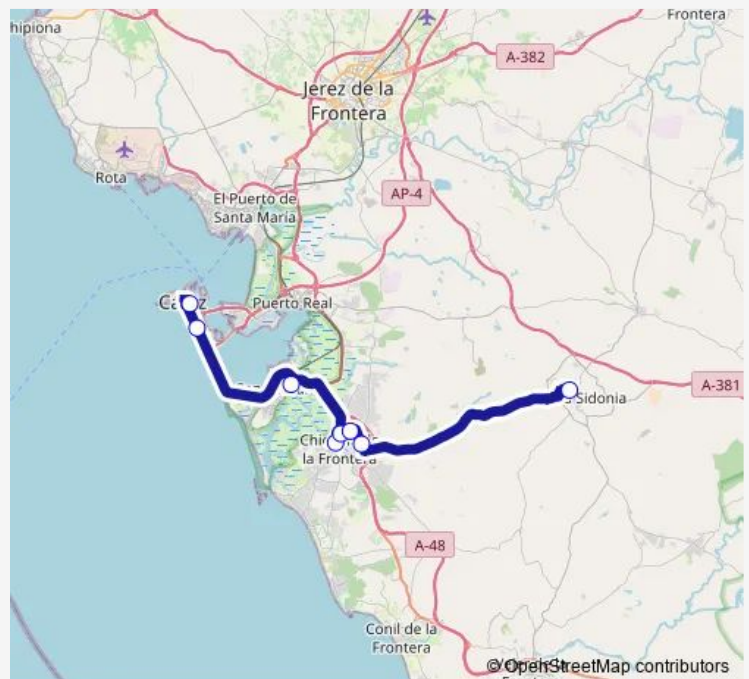 hipiona
Frontera
A-382
Jerez de la
Frontera
Rota
El Puerto de
Santa María
AP-4
Puerto Real
A-381
Sidonia
la Frontera
A-48
Conil de la
Frontera
© OpenStreetMap contributors